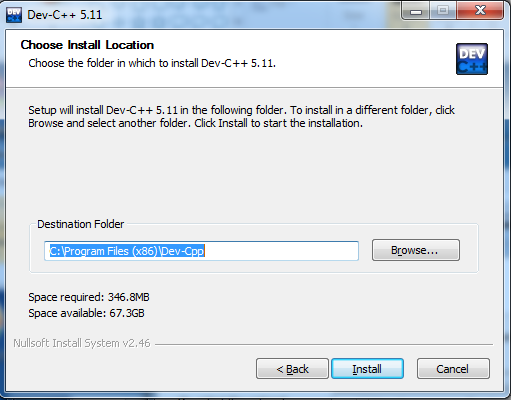 Dev-C++ 5.11
Choose Install Location
Choose the folder in which to install Dev-C++ 5.11.
DEV
C++
Setup will install Dev-C++ 5.11 in the following folder. To install in a different folder, click
Browse and select another folder. Click Install to start the installation.
Destination Folder
C:\Program Files (x86)\Dev-Cpp
Browse...
Space required: 346.8MB
Space available: 67.3GB
Nullsoft Install System v2.46
< Back
Install
Cancel